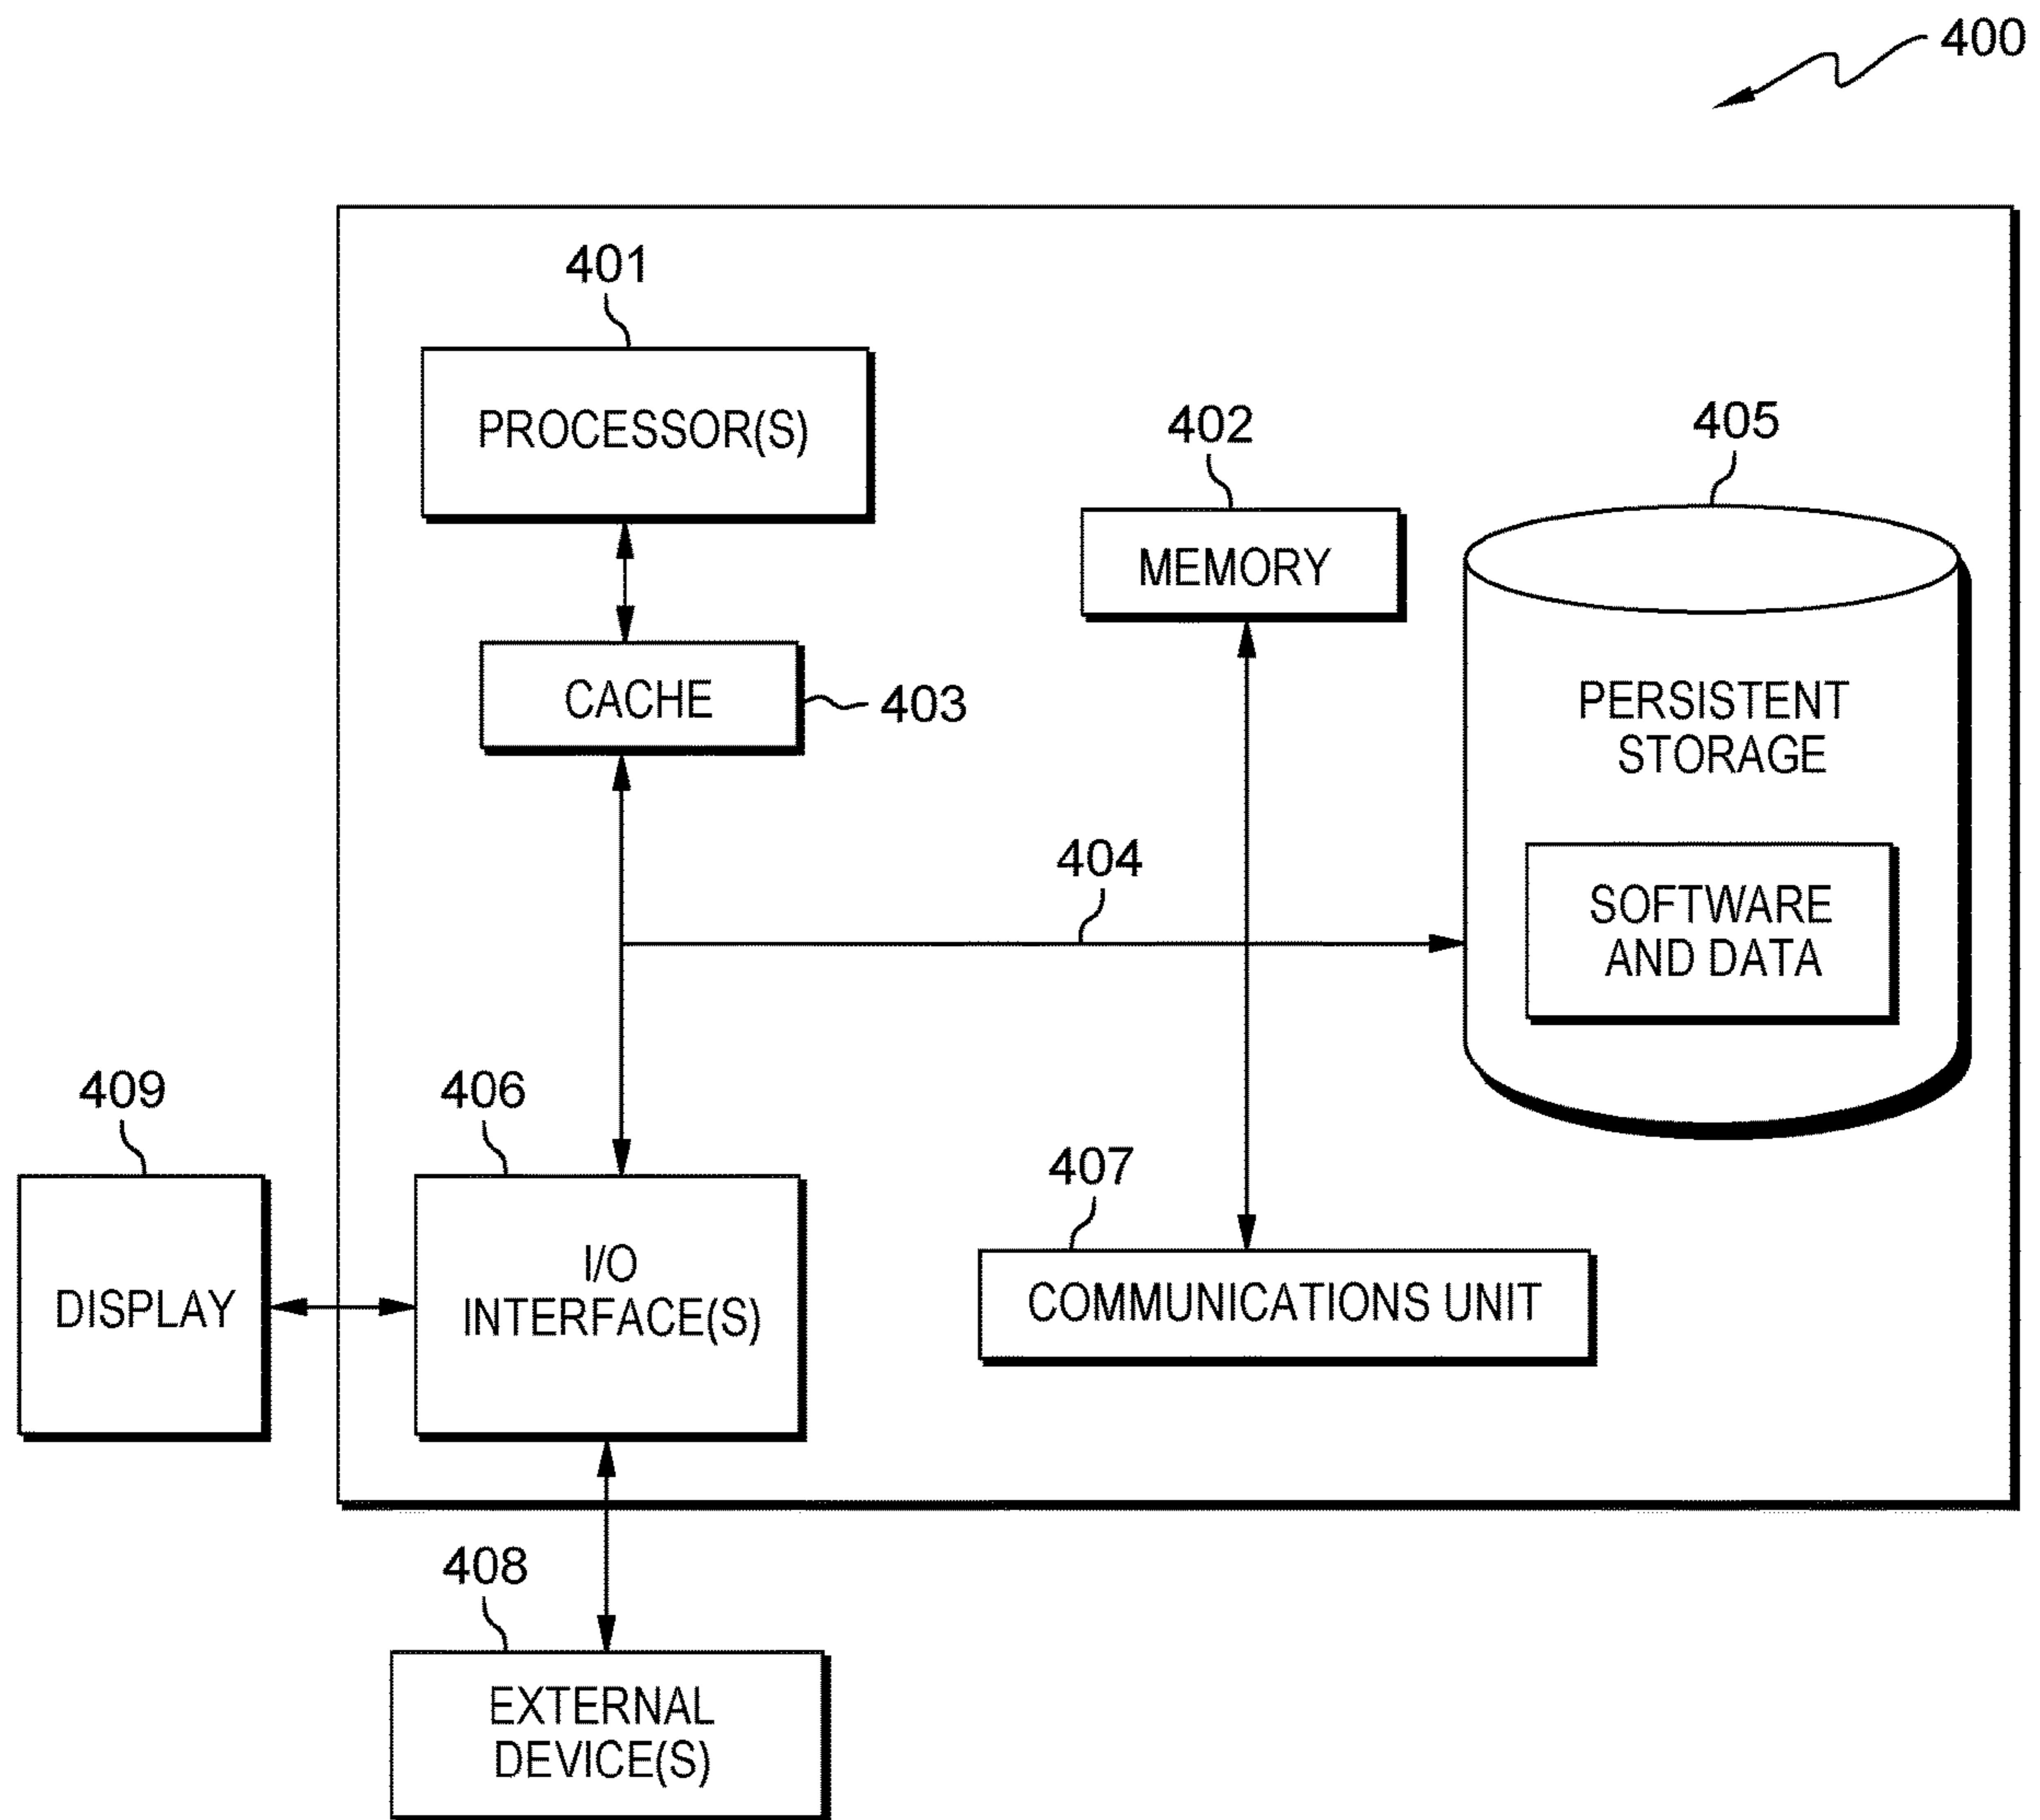 400
401
PROCESSOR(S)
402
MEMORY
405
CACHE
403
PERSISTENT
STORAGE
404
SOFTWARE
AND DATA
409
DISPLAY
406
I/O
INTERFACE(S)
407
COMMUNICATIONS UNIT
408
EXTERNAL
DEVICE(S)